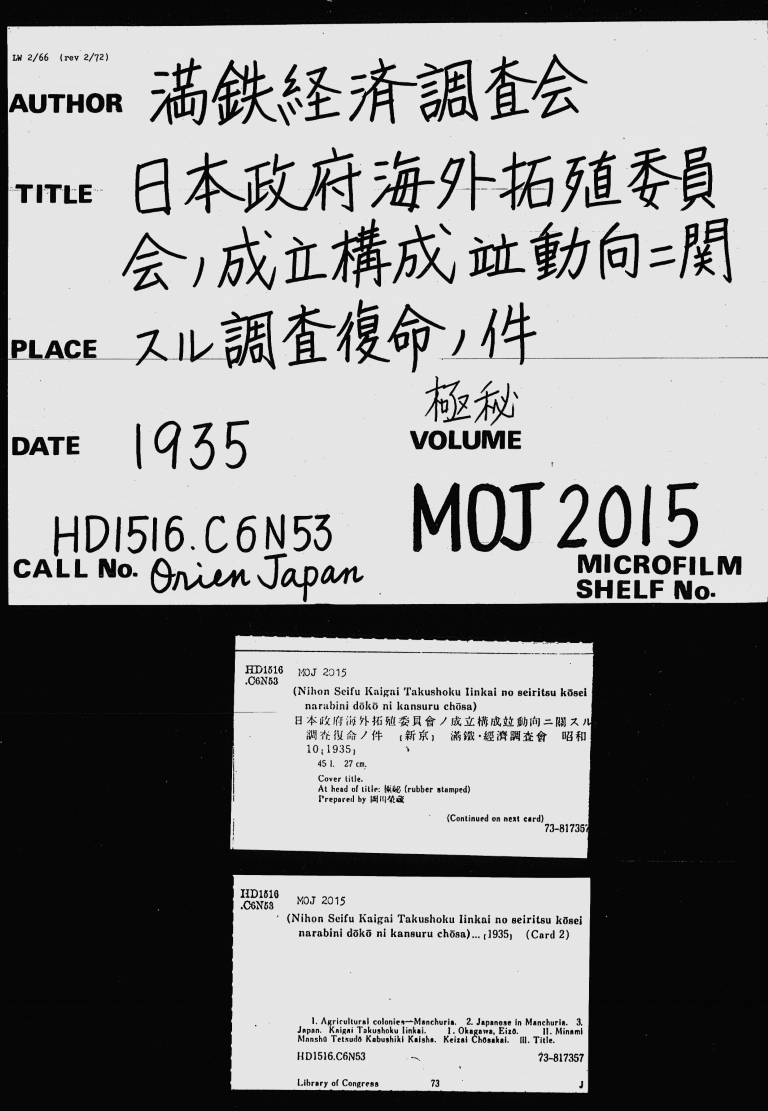 LW 2/66 (rev 2/72)
AUTHOR 満鉄経済調査会
TITLE 日本政府海外拓殖委員
会ノ成立構成竝動向ニ関
PLACE スル調査復命ノ件
極秘
DATE 1935 VOLUME
HD1516.C6N53 MOJ 2015
CALL No. Orien Japan MICROFILM
SHELF No.
HD1516
.C6N53
MOJ 2015
(Nihon Seifu Kaigai Takushoku Iinkai no seiritsu kōsei
narabini dōkō ni kansuru chōsa)
日本政府海外拓殖委員會ノ成立構成竝動向ニ關スル
調査復命ノ件 [新京] 滿鐵·經濟調査會 昭和
10[1935]
45 l. 27 cm.
Cover title.
At head of title: 極祕 (rubber stamped)
Prepared by 岡川榮藏
(Continued on next card)
73-817357
HD1516
.C6N53
MOJ 2015
(Nihon Seifu Kaigai Takushoku Iinkai no seiritsu kōsei
narabini dōkō ni kansuru chōsa)... [1935] (Card 2)
1. Agricultural colonies—Manchuria. 2. Japanese in Manchuria. 3.
Japan. Kaigai Takushoku Iinkai. I. Okagawa, Eizō. II. Minami
Manshū Tetsudō Kabushiki Kaisha. Keizai Chōsakai. III. Title.
HD1516.C6N53 73-817357
Library of Congress 73 J